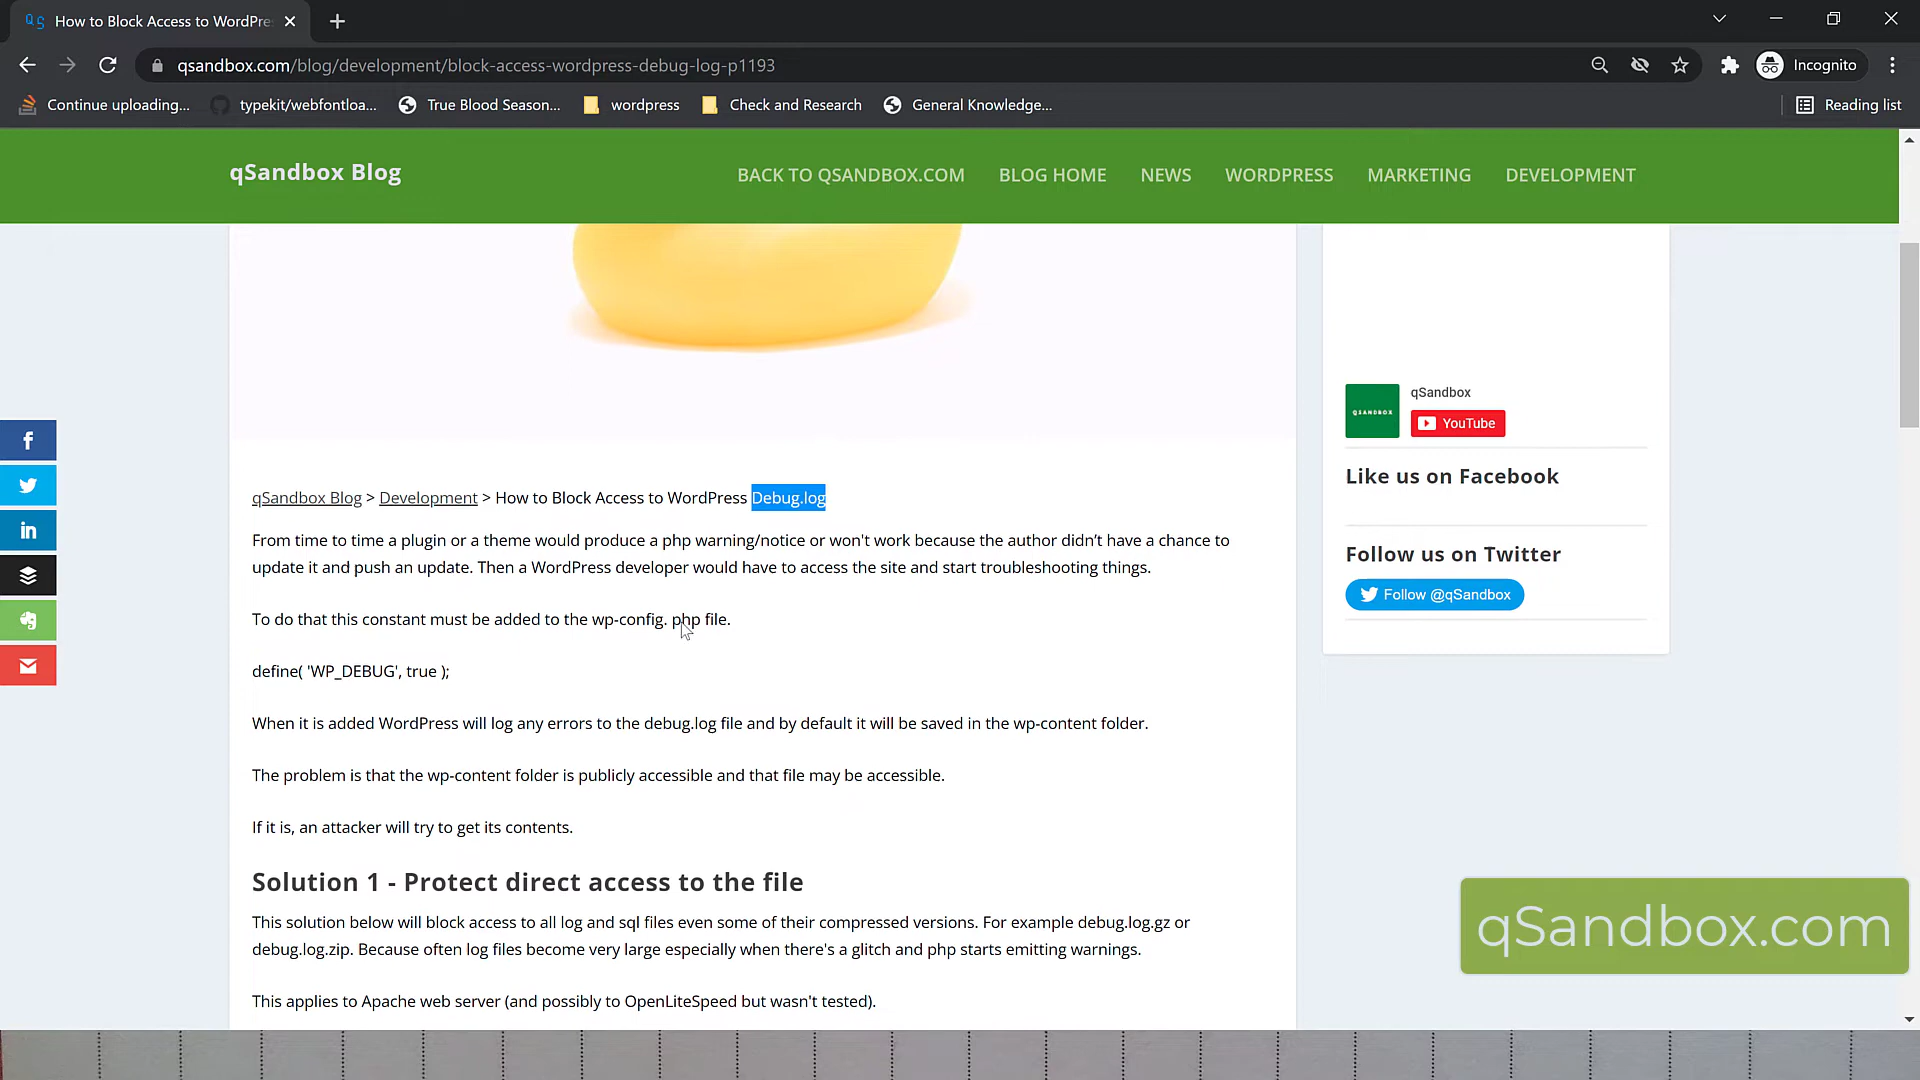 How to Block Access to WordPre
qsandbox.com/blog/development/block-access-wordpress-debug-log-p1193
Incognito
Continue uploading...
typekit/webfontloa...
True Blood Season...
wordpress
Check and Research
General Knowledge...
Reading list
qSandbox Blog
BACK TO QSANDBOX.COM
BLOG HOME
NEWS
WORDPRESS
MARKETING
DEVELOPMENT
QSANDBOX
qSandbox
YouTube
Like us on Facebook
Follow us on Twitter
Follow @qSandbox
qSandbox Blog > Development > How to Block Access to WordPress Debug.log
From time to time a plugin or a theme would produce a php warning/notice or won't work because the author didn’t have a chance to
update it and push an update. Then a WordPress developer would have to access the site and start troubleshooting things.
To do that this constant must be added to the wp-config. php file.
define( 'WP_DEBUG', true );
When it is added WordPress will log any errors to the debug.log file and by default it will be saved in the wp-content folder.
The problem is that the wp-content folder is publicly accessible and that file may be accessible.
If it is, an attacker will try to get its contents.
Solution 1 - Protect direct access to the file
This solution below will block access to all log and sql files even some of their compressed versions. For example debug.log.gz or
debug.log.zip. Because often log files become very large especially when there's a glitch and php starts emitting warnings.
This applies to Apache web server (and possibly to OpenLiteSpeed but wasn't tested).
qSandbox.com